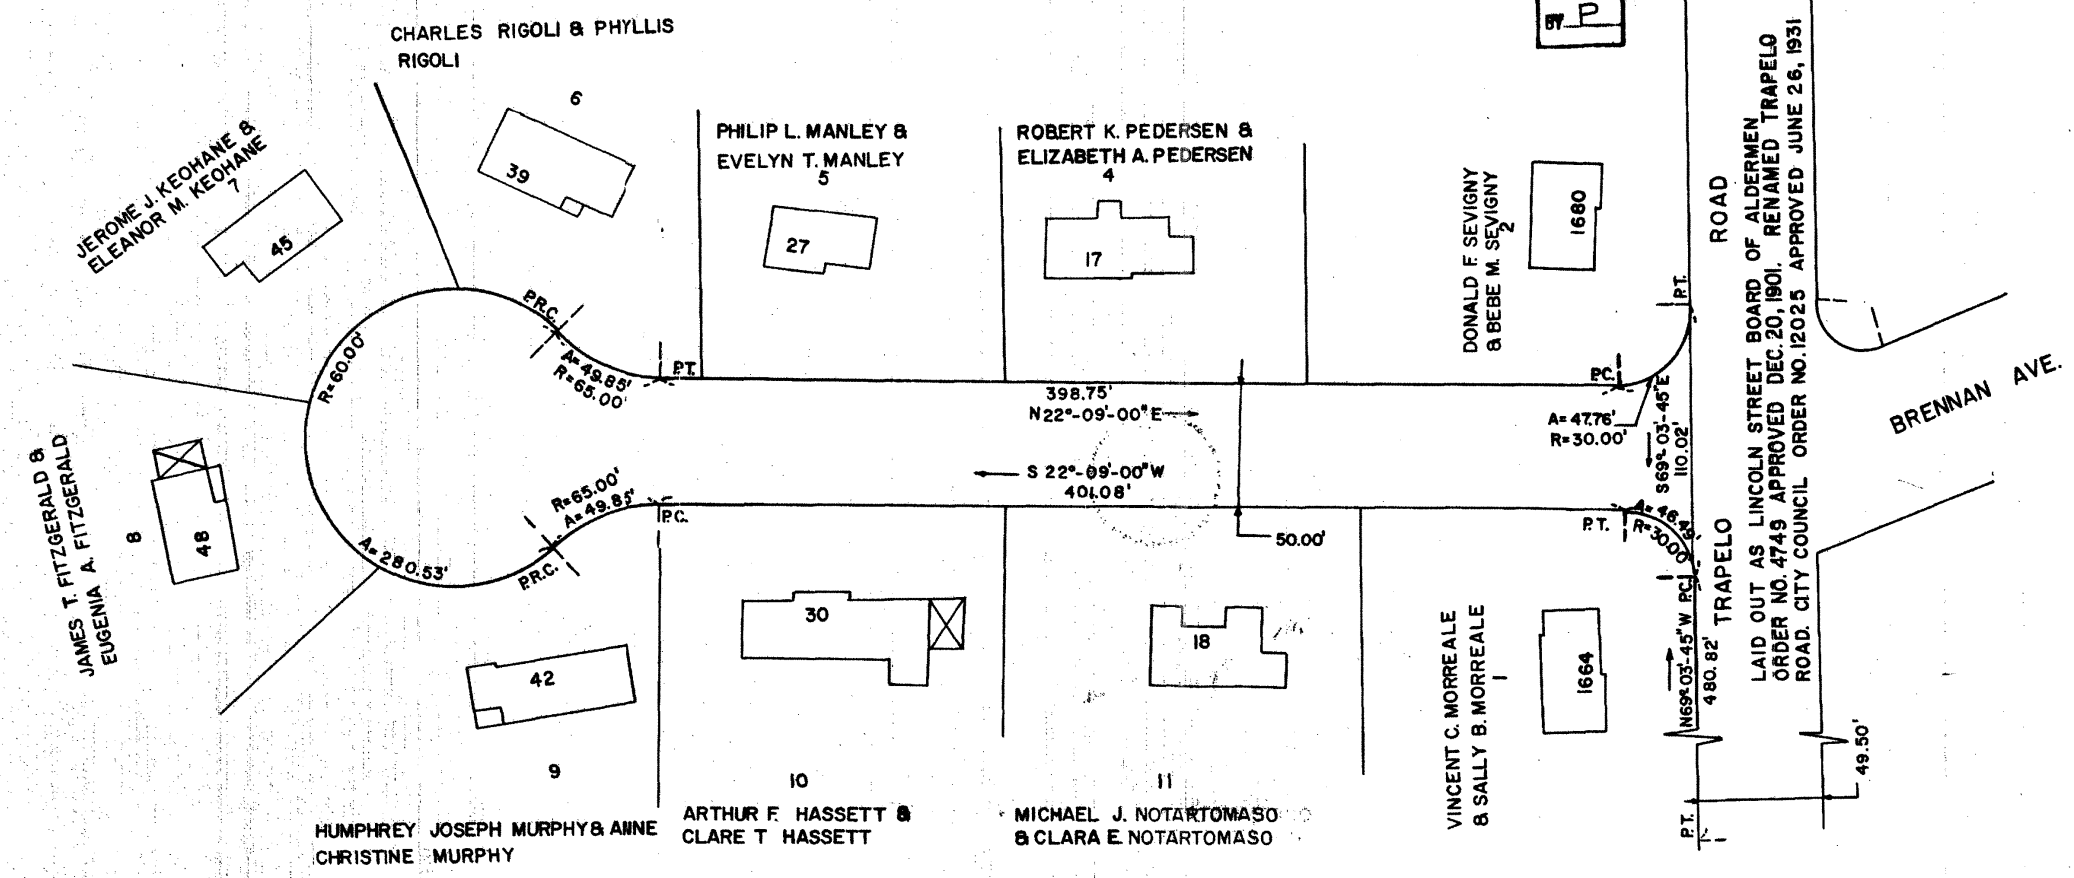 CHARLES RIGOLI & PHYLLIS
RIGOLI
6
39
JEROME J. KEOHANE &
ELEANOR M. KEOHANE
7
45
PHILIP L. MANLEY &
EVELYN T. MANLEY
5
27
ROBERT K. PEDERSEN &
ELIZABETH A. PEDERSEN
4
17
BY P
DONALD F. SEVIGNY
& BEBE M. SEVIGNY
2
1680
P.R.C.
A=49.85'
R=65.00'
P.T.
R=60.00'
398.75'
N22°-09'-00"E
S 22°-09'-00"W
401.08'
50.00'
P.C.
P.T.
A=47.76'
R=30.00'
S69°-03'-45"E
110.02'
JAMES T. FITZGERALD &
EUGENIA A. FITZGERALD
8
48
A=280.53'
R=65.00'
A=49.85'
P.R.C.
P.C.
P.T.
R=30.00'
P.C.
N69°-03'-45"W
480.82'
TRAPELO ROAD
LAID OUT AS LINCOLN STREET BOARD OF ALDERMEN
ORDER NO. 4749 APPROVED DEC. 20, 1901. RENAMED TRAPELO
ROAD. CITY COUNCIL ORDER NO. 12025 APPROVED JUNE 26, 1931
BRENNAN AVE.
42
9
HUMPHREY JOSEPH MURPHY & ANNE
CHRISTINE MURPHY
30
10
ARTHUR F. HASSETT &
CLARE T HASSETT
18
11
MICHAEL J. NOTARTOMASO
& CLARA E. NOTARTOMASO
VINCENT C. MORREALE
& SALLY B. MORREALE
1
1664
P.T.
49.50'